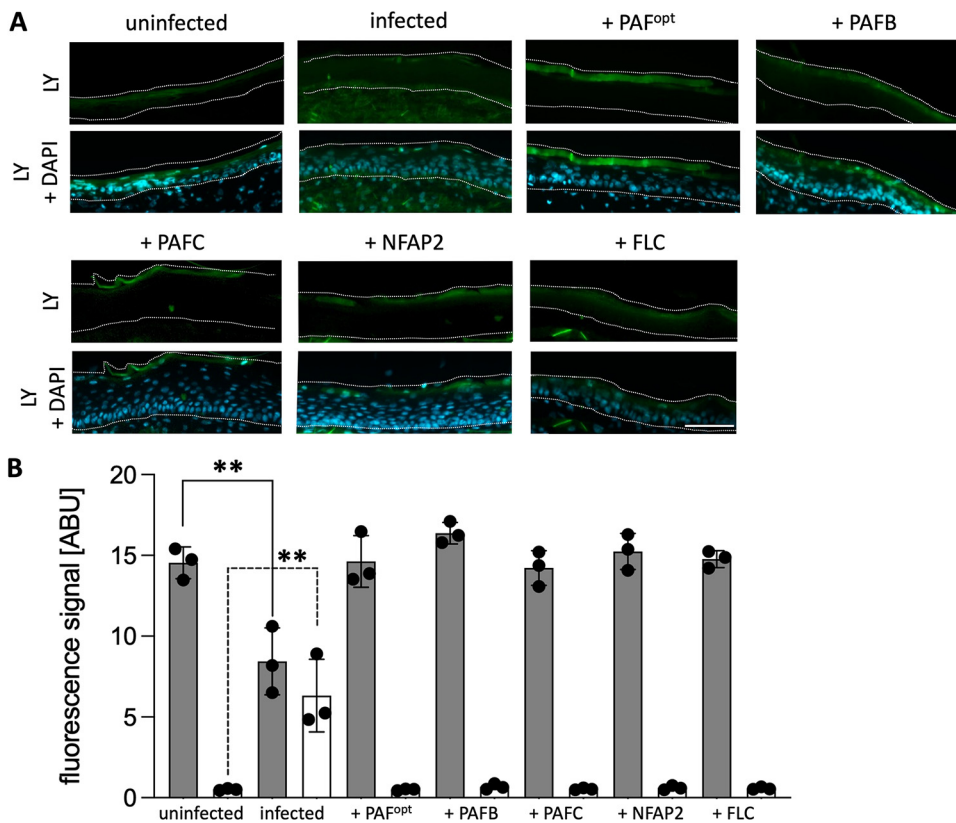 A
uninfected infected + PAFopt + PAFB
LY
LY
+ DAPI
+ PAFC + NFAP2 + FLC
LY
LY
+ DAPI
B
fluorescence signal [ABU]
20
15
10
5
0
**
**
uninfected infected + PAFopt + PAFB + PAFC + NFAP2 + FLC